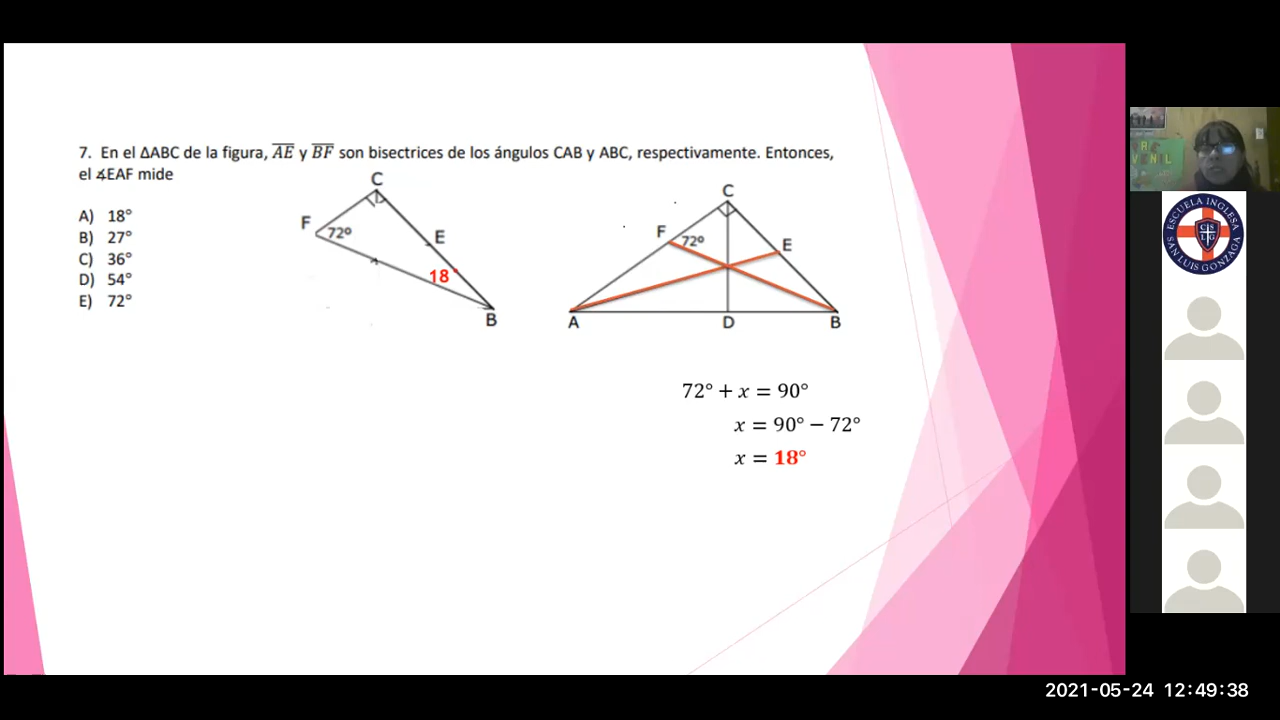 7. En el ΔABC de la figura, AE y BF son bisectrices de los ángulos CAB y ABC, respectivamente. Entonces,
el ∡EAF mide
A) 18°
B) 27°
C) 36°
D) 54°
E) 72°
C
F
72º
E
18°
B
C
F
72º
E
A
D
B
72° + x = 90°
x = 90° − 72°
x = 18°
ESCUELA INGLESA
SAN LUIS GONZAGA
2021-05-24 12:49:38